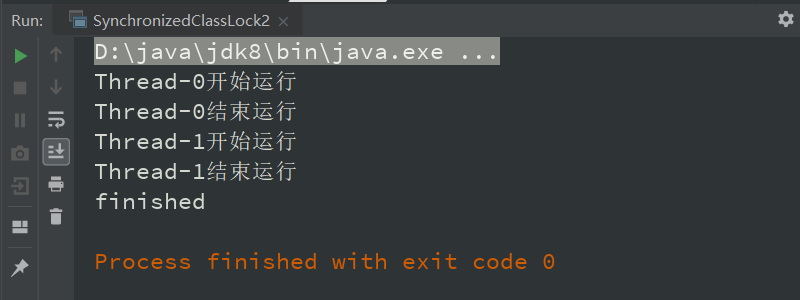 Run: SynchronizedClassLock2
D:\java\jdk8\bin\java.exe ...
Thread-0开始运行
Thread-0结束运行
Thread-1开始运行
Thread-1结束运行
finished
Process finished with exit code 0